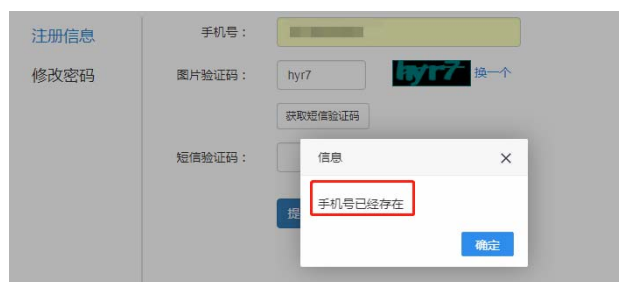 注册信息
修改密码
手机号：
图片验证码： hyr7 hyr7 换一个
获取短信验证码
短信验证码：
信息
手机号已经存在
提
确定